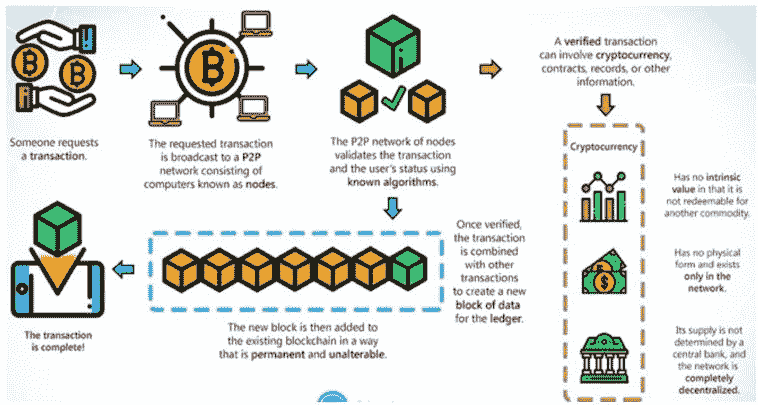 Someone requests
a transaction.
The requested transaction
is broadcast to a P2P
network consisting of
computers known as nodes.
The P2P network of nodes
validates the transaction
and the user's status using
known algorithms.
A verified transaction
can involve cryptocurrency,
contracts, records, or other
information.
Cryptocurrency
Has no intrinsic
value in that it is
not redeemable for
another commodity.
Has no physical
form and exists
only in the
network.
Its supply is not
determined by a
central bank, and
the network is
completely
decentralized.
Once verified,
the transaction
is combined
with other
transactions
to create a new
block of data
for the ledger.
The new block is then added to
the existing blockchain in a way
that is permanent and unalterable.
The transaction
is complete!